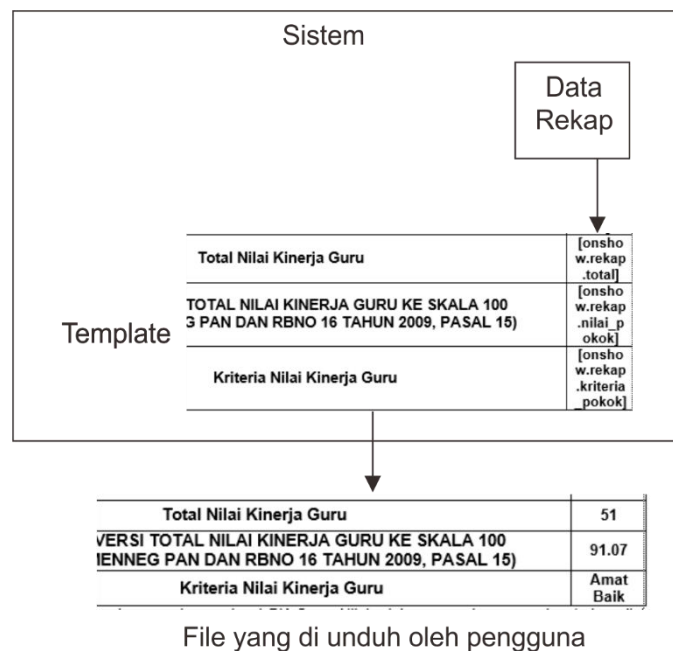 Sistem
Data
Rekap
Total Nilai Kinerja Guru
[onsho
w.rekap
.total]
TOTAL NILAI KINERJA GURU KE SKALA 100
G PAN DAN RBNO 16 TAHUN 2009, PASAL 15)
[onsho
w.rekap
.nilai_p
okok]
Template
Kriteria Nilai Kinerja Guru
[onsho
w.rekap
.kriteria
_pokok]
Total Nilai Kinerja Guru
51
VERSI TOTAL NILAI KINERJA GURU KE SKALA 100
MENNEG PAN DAN RBNO 16 TAHUN 2009, PASAL 15)
91.07
Kriteria Nilai Kinerja Guru
Amat
Baik
File yang di unduh oleh pengguna